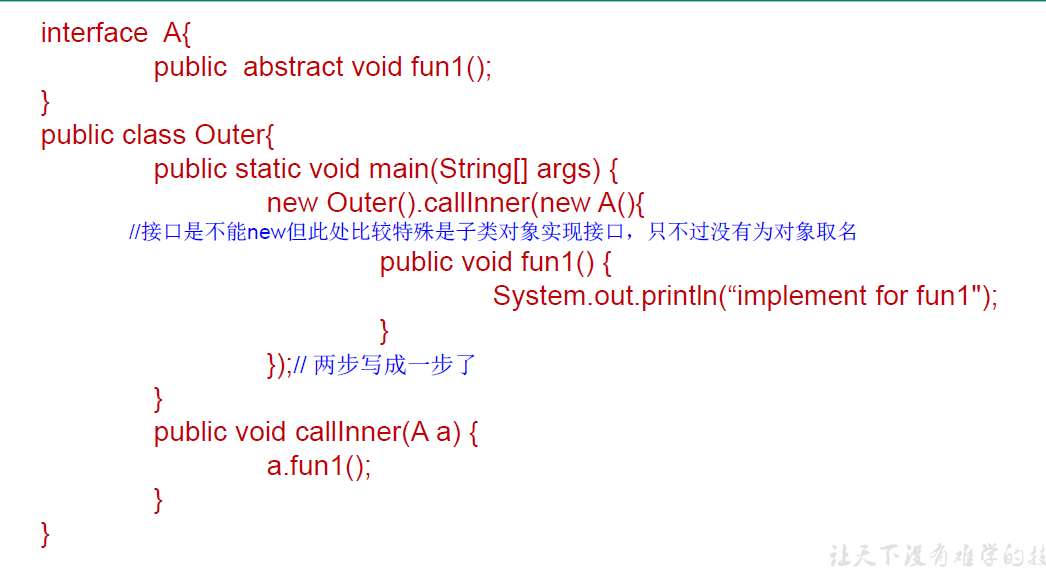 interface  A{
public  abstract void fun1();
}
public class Outer{
public static void main(String[] args) {
new Outer().callInner(new A(){
//接口是不能new但此处比较特殊是子类对象实现接口，只不过没有为对象取名
public void fun1() {
System.out.println(“implement for fun1");
}
});// 两步写成一步了
}
public void callInner(A a) {
a.fun1();
}
}
让天下没有难学的技